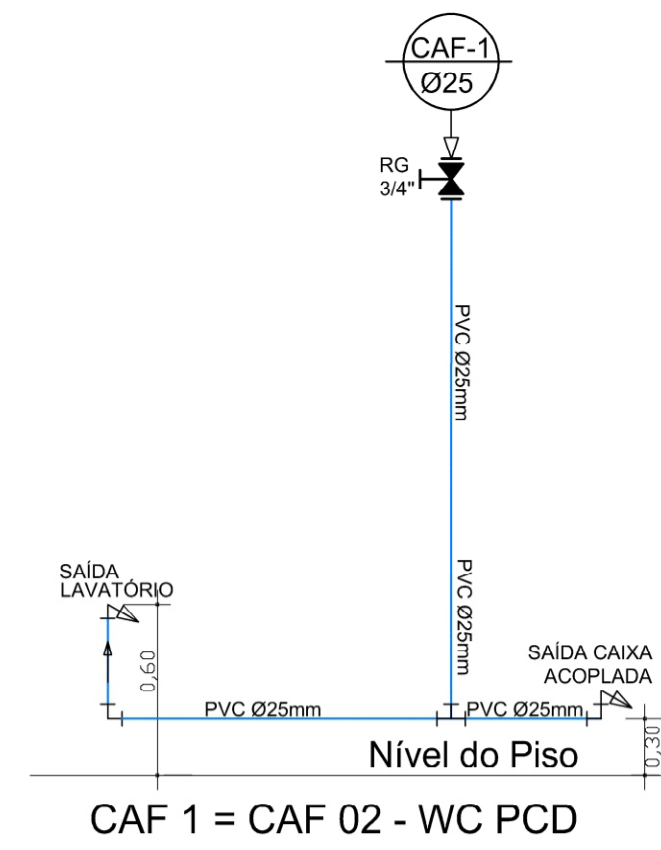 CAF-1
Ø25
RG
3/4"
PVC Ø25mm
PVC Ø25mm
SAÍDA
LAVATÓRIO
0,60
SAÍDA CAIXA
ACOPLADA
PVC Ø25mm
PVC Ø25mm
0,30
Nível do Piso
CAF 1 = CAF 02 - WC PCD